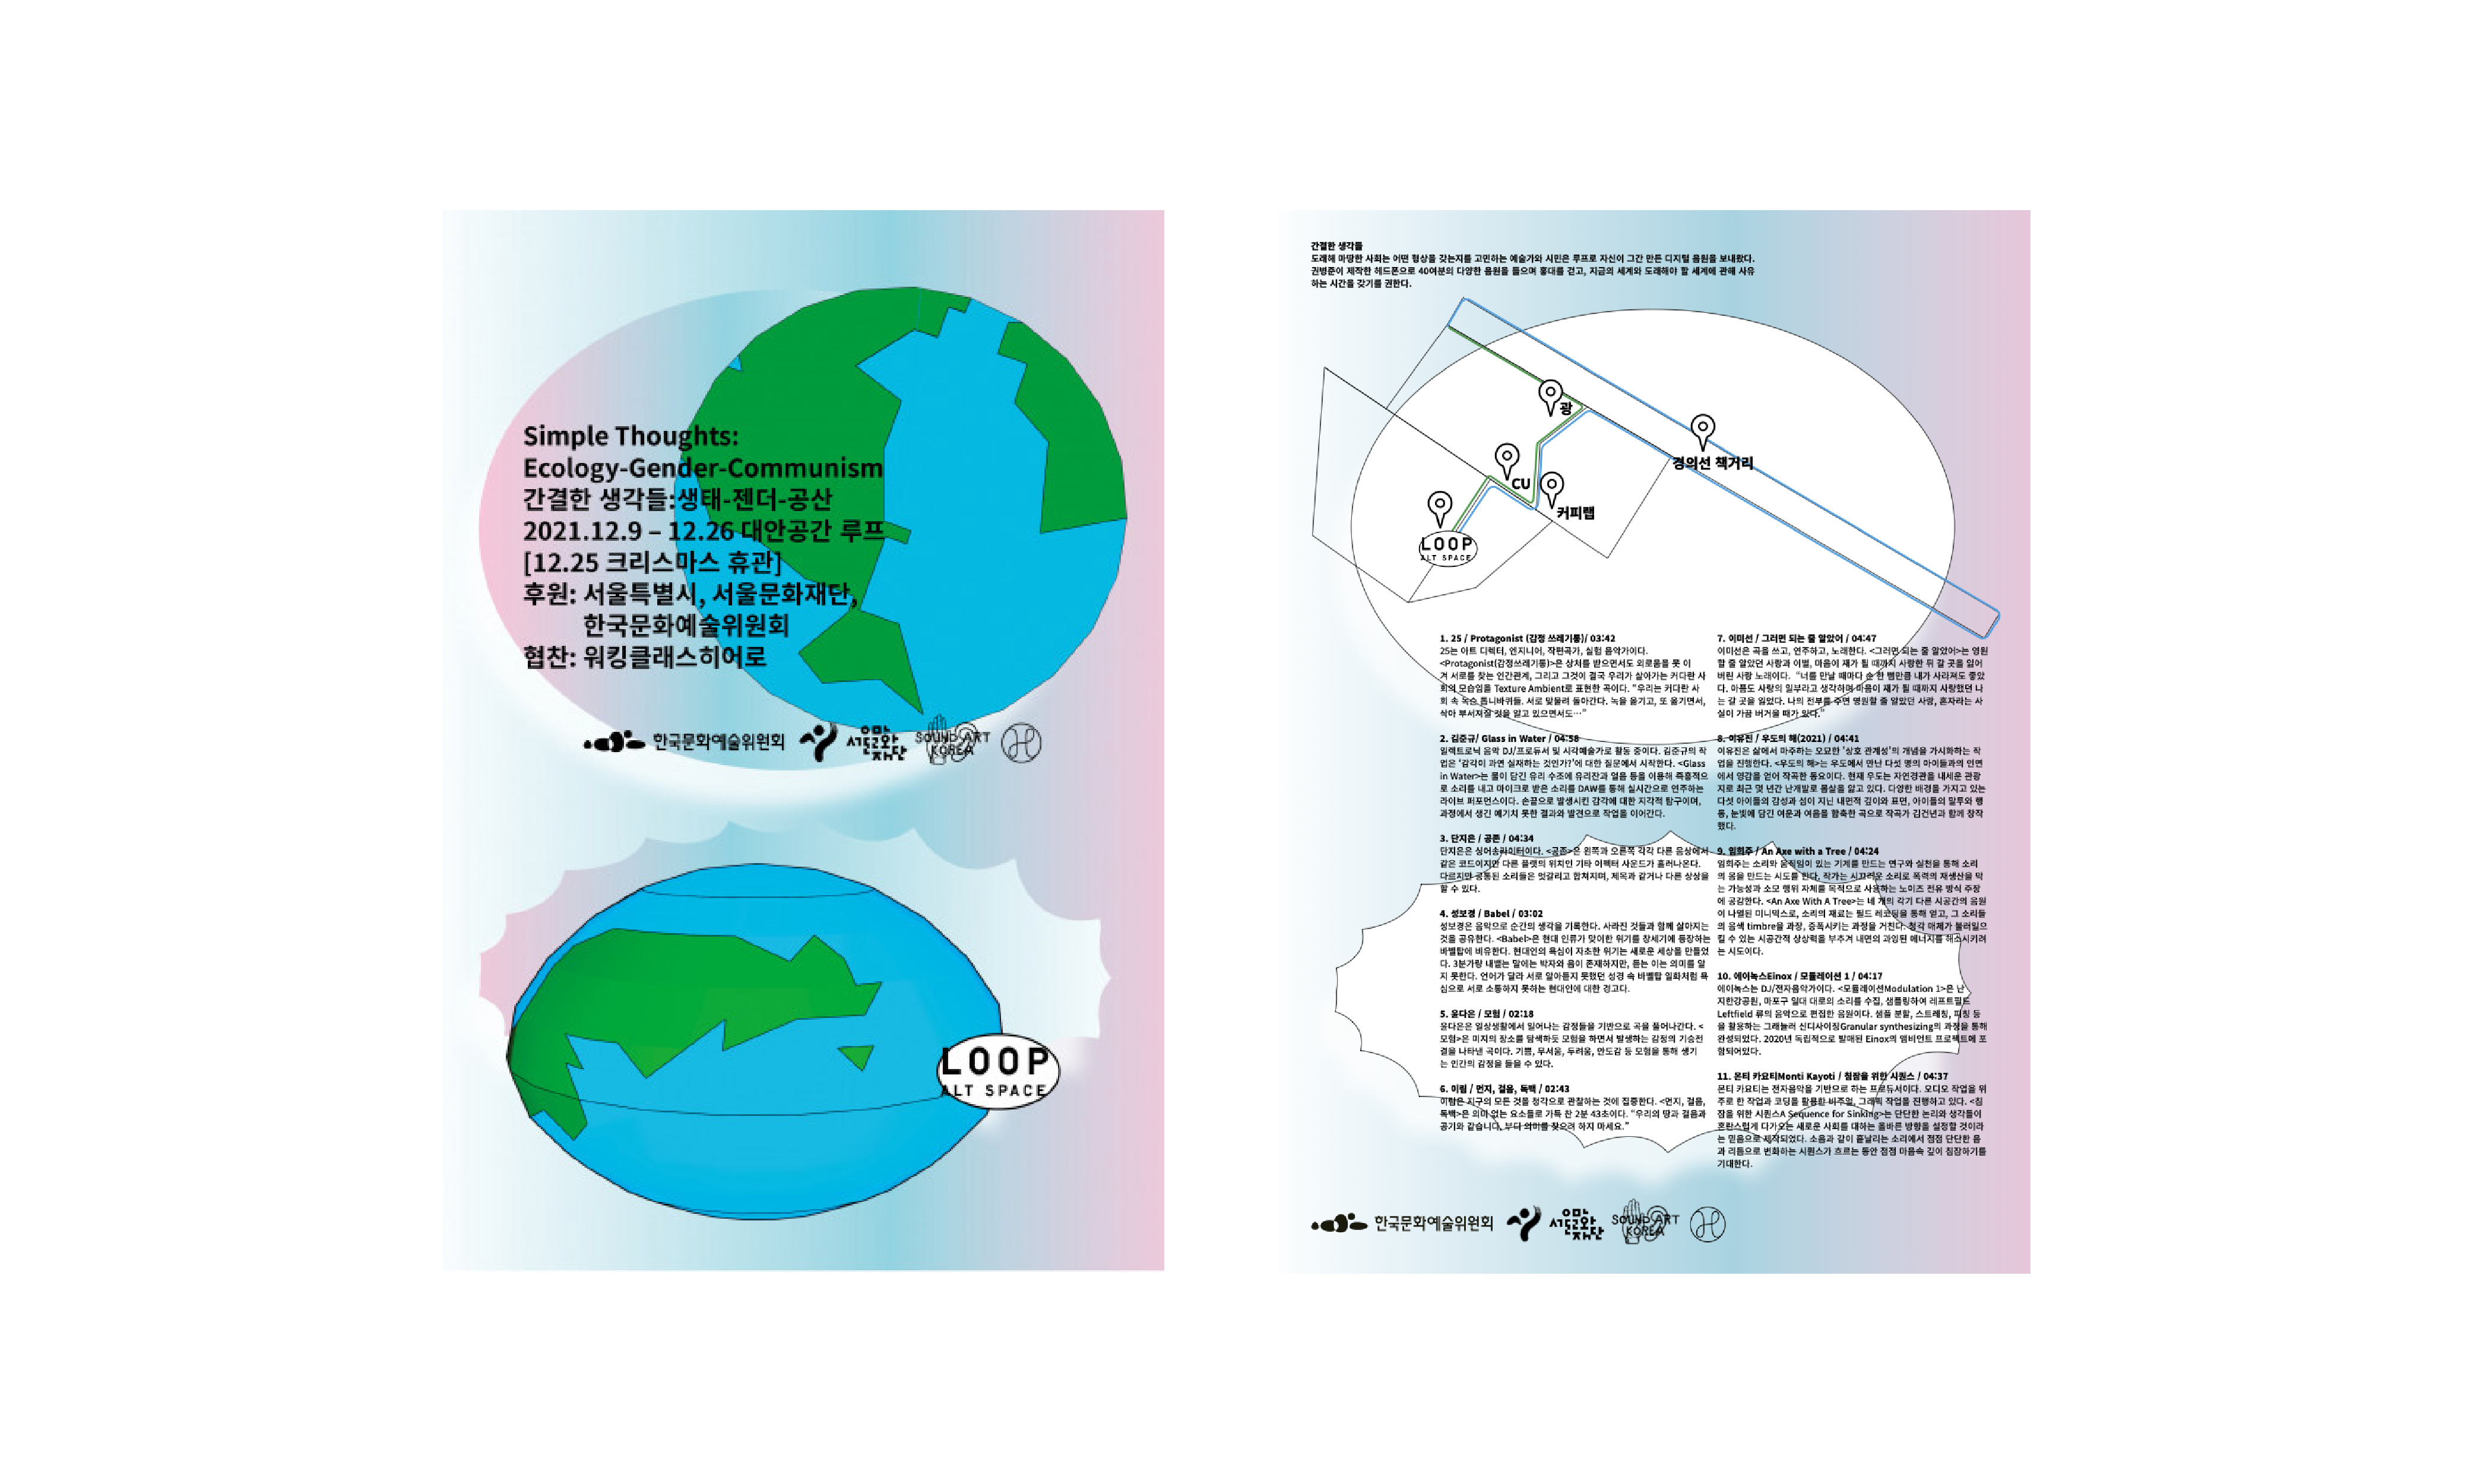 Simple Thoughts:
Ecology-Gender-Communism
간결한 생각들:생태-젠더-공산
2021.12.9 – 12.26 대안공간 루프
[12.25 크리스마스 휴관]
후원: 서울특별시, 서울문화재단,
한국문화예술위원회
협찬: 워킹클래스히어로
한국문화예술위원회
서울문화재단
SOUND ART
KOREA
LOOP
ALT SPACE
간결한 생각들
도래해 마땅한 사회는 어떤 형상을 갖는지를 고민하는 예술가와 시민은 루프로 자신이 그간 만든 디지털 음원을 보내왔다.
권병준이 제작한 헤드폰으로 40여분의 다양한 음원을 들으며 홍대를 걷고, 지금의 세계와 도래해야 할 세계에 관해 사유
하는 시간을 갖기를 권한다.
광
경의선 책거리
CU
커피랩
LOOP
ALT SPACE
1. 25 / Protagonist (감정 쓰레기통)/ 03:42
25는 아트 디렉터, 엔지니어, 작편곡가, 실험 음악가이다.
<Protagonist(감정쓰레기통)>은 상처를 받으면서도 외로움을 못 이
겨 서로를 찾는 인간관계, 그리고 그것이 결국 우리가 살아가는 커다란 사
회의 모습임을 Texture Ambient로 표현한 곡이다. “우리는 커다란 사
회 속 녹슨 톱니바퀴들. 서로 맞물려 돌아간다. 녹을 옮기고, 또 옮기면서,
삭아 부서져갈 것을 알고 있으면서도…”
2. 김준규/ Glass in Water / 04:58
일렉트로닉 음악 DJ/프로듀서 및 시각예술가로 활동 중이다. 김준규의 작
업은 ‘감각이 과연 실재하는 것인가?’에 대한 질문에서 시작한다. <Glass
in Water>는 물이 담긴 유리 수조에 유리잔과 얼음 등을 이용해 즉흥적으
로 소리를 내고 마이크로 받은 소리를 DAW를 통해 실시간으로 연주하는
라이브 퍼포먼스이다. 손끝으로 발생시킨 감각에 대한 지각적 탐구이며,
과정에서 생긴 예기치 못한 결과와 발견으로 작업을 이어간다.
3. 단지은 / 공존 / 04:34
단지은은 싱어송라이터이다. <공존>은 왼쪽과 오른쪽 각각 다른 음상에서
같은 코드이지만 다른 플랫의 위치인 기타 이펙터 사운드가 흘러나온다.
다르지만 공통된 소리들은 엇갈리고 합쳐지며, 제목과 같거나 다른 상상을
할 수 있다.
4. 성보경 / Babel / 03:02
성보경은 음악으로 순간의 생각을 기록한다. 사라진 것들과 함께 살아지는
것을 공유한다. <Babel>은 현대 인류가 맞이한 위기를 창세기에 등장하는
바벨탑에 비유한다. 현대인의 욕심이 자초한 위기는 새로운 세상을 만들었
다. 3분가량 내뱉는 말에는 박자와 음이 존재하지만, 듣는 이는 의미를 알
지 못한다. 언어가 달라 서로 알아듣지 못했던 성경 속 바벨탑 일화처럼 욕
심으로 서로 소통하지 못하는 현대인에 대한 경고다.
5. 윤다은 / 모험 / 02:18
윤다은은 일상생활에서 일어나는 감정들을 기반으로 곡을 풀어나간다. <
모험>은 미지의 장소를 탐색하듯 모험을 하면서 발생하는 감정의 기승전
결을 나타낸 곡이다. 기쁨, 무서움, 두려움, 안도감 등 모험을 통해 생기
는 인간의 감정을 들을 수 있다.
6. 이림 / 먼지, 걸음, 독백 / 02:43
이림은 지구의 모든 것을 청각으로 관찰하는 것에 집중한다. <먼지, 걸음,
독백>은 의미 없는 요소들로 가득 찬 2분 43초이다. “우리의 땅과 걸음과
공기와 같습니다. 부디 의미를 찾으려 하지 마세요.”
7. 이미선 / 그러면 되는 줄 알았어 / 04:47
이미선은 곡을 쓰고, 연주하고, 노래한다. <그러면 되는 줄 알았어>는 영원
할 줄 알았던 사랑과 이별, 마음이 재가 될 때까지 사랑한 뒤 갈 곳을 잃어
버린 사랑 노래이다. “너를 만날 때마다 손 한 뼘만큼 내가 사라져도 좋았
다. 아픔도 사랑의 일부라고 생각하며 마음이 재가 될 때까지 사랑했던 나
는 갈 곳을 잃었다. 나의 전부를 주면 영원할 줄 알았던 사랑, 혼자라는 사
실이 가끔 버거울 때가 있다.”
8. 이유진 / 우도의 해(2021) / 04:41
이유진은 삶에서 마주하는 오묘한 ‘상호 관계성’의 개념을 가시화하는 작
업을 진행한다. <우도의 해>는 우도에서 만난 다섯 명의 아이들과의 인연
에서 영감을 얻어 작곡한 동요이다. 현재 우도는 자연경관을 내세운 관광
지로 최근 몇 년간 난개발로 몸살을 앓고 있다. 다양한 배경을 가지고 있는
다섯 아이들의 감성과 섬이 지닌 내면적 깊이와 표면, 아이들의 말투와 행
동, 눈빛에 담긴 여운과 여음을 함축한 곡으로 작곡가 김건년과 함께 창작
했다.
9. 임희주 / An Axe with a Tree / 04:24
임희주는 소리와 움직임이 있는 기계를 만드는 연구와 실천을 통해 소리
의 몸을 만드는 시도를 한다. 작가는 시끄러운 소리로 폭력의 재생산을 막
는 가능성과 소모 행위 자체를 목적으로 사용하는 노이즈 전유 방식 주장
에 공감한다. <An Axe With A Tree>는 네 개의 각기 다른 시공간의 음원
이 나열된 미니믹스로, 소리의 재료는 필드 레코딩을 통해 얻고, 그 소리들
의 음색 timbre을 과장, 증폭시키는 과정을 거친다. 청각 매체가 불러일으
킬 수 있는 시공간적 상상력을 부추겨 내면의 과잉된 에너지를 해소시키려
는 시도이다.
10. 에이녹스Einox / 모듈레이션 1 / 04:17
에이녹스는 DJ/전자음악가이다. <모듈레이션Modulation 1>은 난
지한강공원, 마포구 일대 대로의 소리를 수집, 샘플링하여 레프트필드
Leftfield 류의 음악으로 편집한 음원이다. 샘플 분할, 스트레칭, 피칭 등
을 활용하는 그래뉼러 신디사이징Granular synthesizing의 과정을 통해
완성되었다. 2020년 독립적으로 발매된 Einox의 앰비언트 프로젝트에 포
함되어있다.
11. 몬티 카요티Monti Kayoti / 침잠을 위한 시퀀스 / 04:37
몬티 카요티는 전자음악을 기반으로 하는 프로듀서이다. 오디오 작업을 위
주로 한 작업과 코딩을 활용한 비주얼, 그래픽 작업을 진행하고 있다. <침
잠을 위한 시퀀스A Sequence for Sinking>는 단단한 논리와 생각들이
혼란스럽게 다가오는 새로운 사회를 대하는 올바른 방향을 설정할 것이라
는 믿음으로 제작되었다. 소음과 같이 흩날리는 소리에서 점점 단단한 음
과 리듬으로 변화하는 시퀀스가 흐르는 동안 점점 마음속 깊이 침잠하기를
기대한다.
한국문화예술위원회
서울문화재단
SOUND ART
KOREA